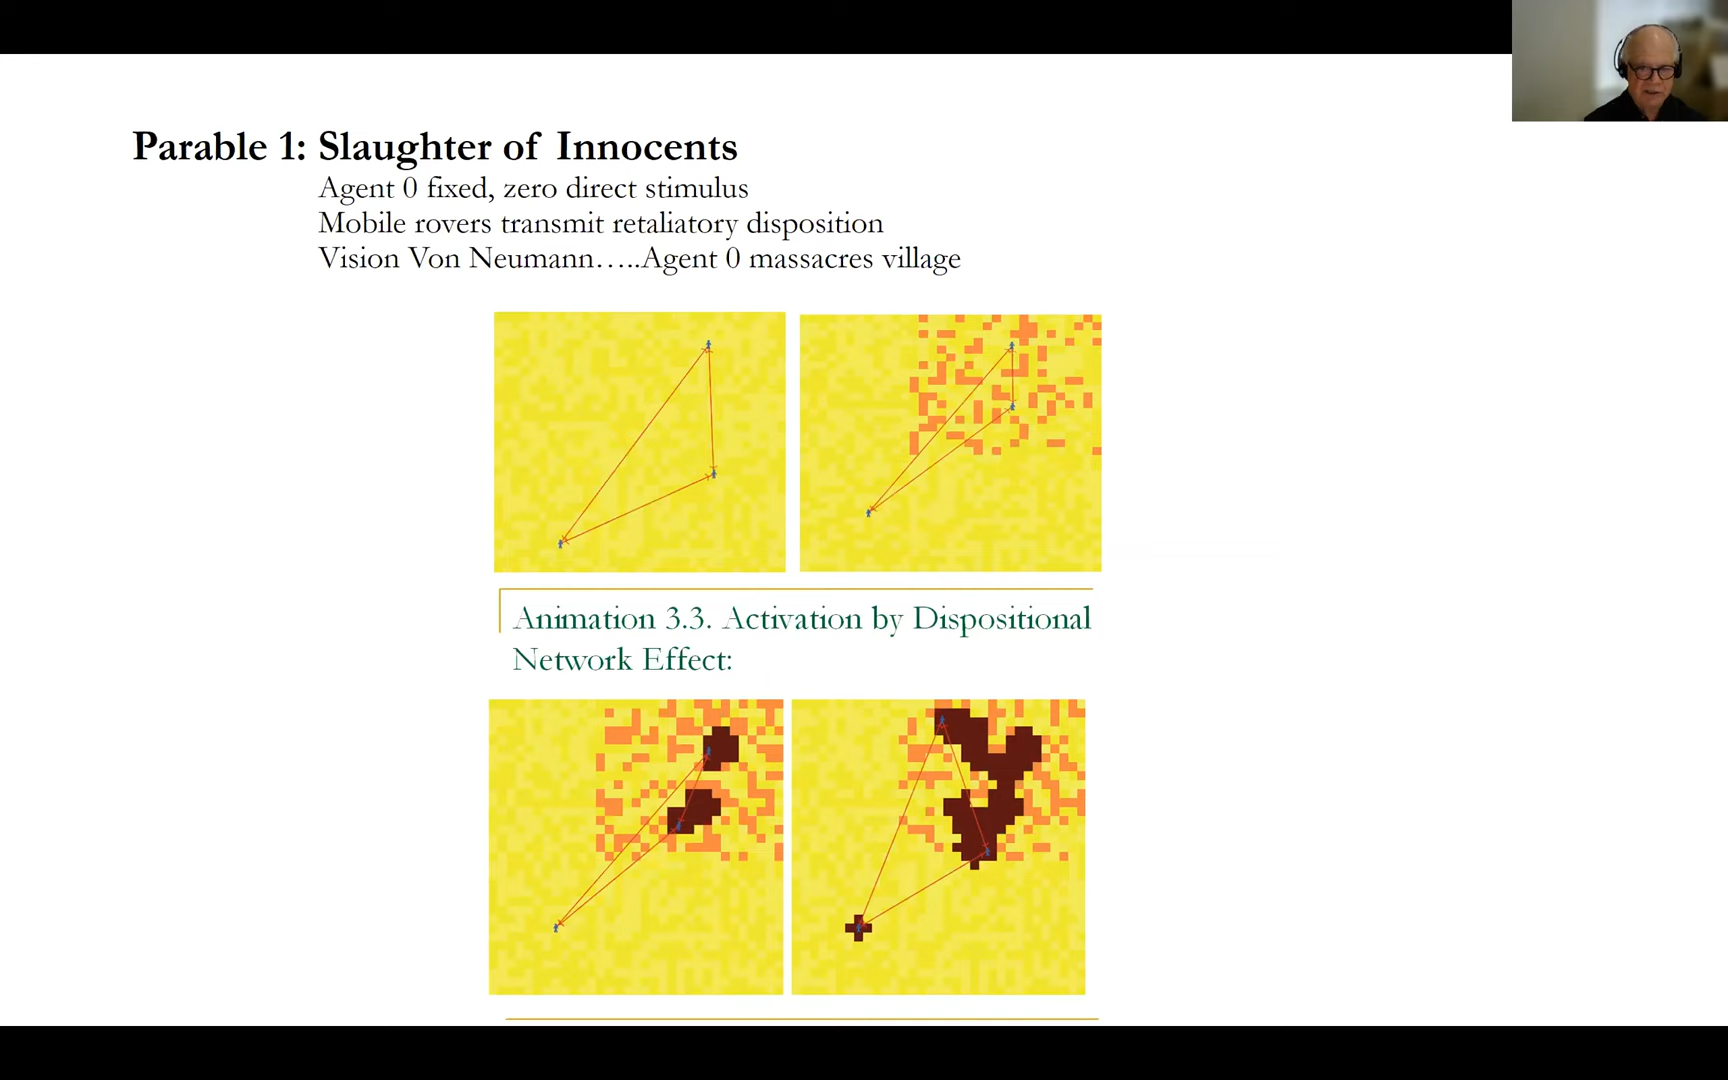 Parable 1: Slaughter of Innocents
Agent 0 fixed, zero direct stimulus
Mobile rovers transmit retaliatory disposition
Vision Von Neumann…..Agent 0 massacres village
Animation 3.3. Activation by Dispositional
Network Effect: